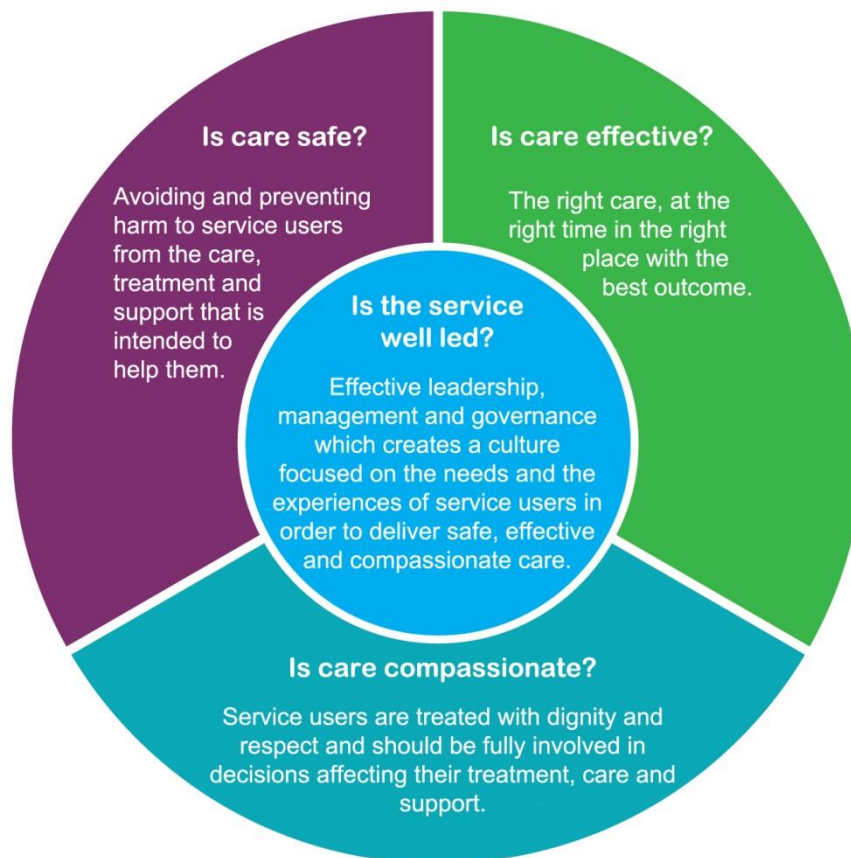 Is care safe?
Avoiding and preventing
harm to service users
from the care,
treatment and
support that is
intended to
help them.
Is care effective?
The right care, at the
right time in the right
place with the
best outcome.
Is the service
well led?
Effective leadership,
management and governance
which creates a culture
focused on the needs and the
experiences of service users in
order to deliver safe, effective
and compassionate care.
Is care compassionate?
Service users are treated with dignity and
respect and should be fully involved in
decisions affecting their treatment, care and
support.